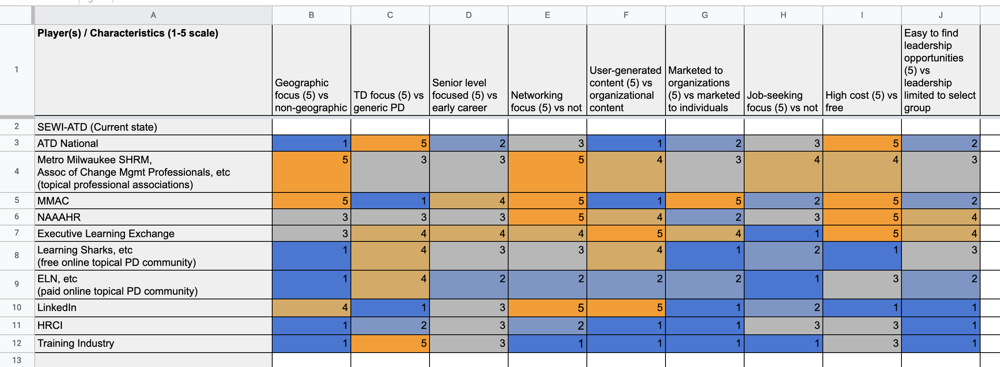 A B C D E F G H I J
1
Player(s) / Characteristics (1-5 scale)
Geographic
focus (5) vs
non-geographic
TD focus (5) vs
generic PD
Senior level
focused (5) vs
early career
Networking
focus (5) vs not
User-generated
content (5) vs
organizational
content
Marketed to
organizations
(5) vs marketed
to individuals
Job-seeking
focus (5) vs not
High cost (5) vs
free
Easy to find
leadership
opportunities
(5) vs
leadership
limited to select
group
2 SEWI-ATD (Current state)
3 ATD National 1 5 2 3 1 2 3 5 2
4 Metro Milwaukee SHRM, 5 3 3 5 4 3 4 4 3
Assoc of Change Mgmt Professionals, etc
(topical professional associations)
5 MMAC 5 1 4 5 1 5 2 5 2
6 NAAAHR 3 3 3 5 4 2 3 5 4
7 Executive Learning Exchange 3 4 4 4 5 4 1 5 4
8 Learning Sharks, etc 1 4 3 3 4 1 2 1 3
(free online topical PD community)
9 ELN, etc 1 4 2 2 2 2 1 3 2
(paid online topical PD community)
10 LinkedIn 4 1 3 5 5 1 2 1 1
11 HRCI 1 2 3 2 1 1 3 3 1
12 Training Industry 1 5 3 1 1 1 1 3 1
13